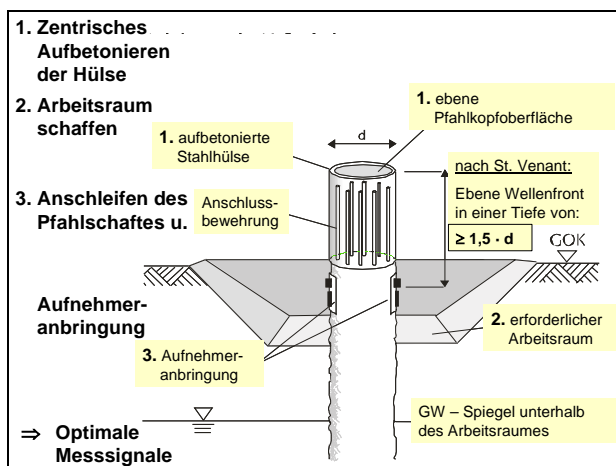 1. Zentrisches
Aufbetonieren
der Hülse
2. Arbeitsraum
schaffen
3. Anschleifen des
Pfahlschaftes u.
Aufnehmer-
anbringung
⇒ Optimale
Messsignale
1. aufbetonierte
Stahlhülse
d
1. ebene
Pfahlkopfoberfläche
Anschluss-
bewehrung
nach St. Venant:
Ebene Wellenfront
in einer Tiefe von:
≥ 1,5 · d
GOK
2. erforderlicher
Arbeitsraum
3. Aufnehmer-
anbringung
GW – Spiegel unterhalb
des Arbeitsraumes